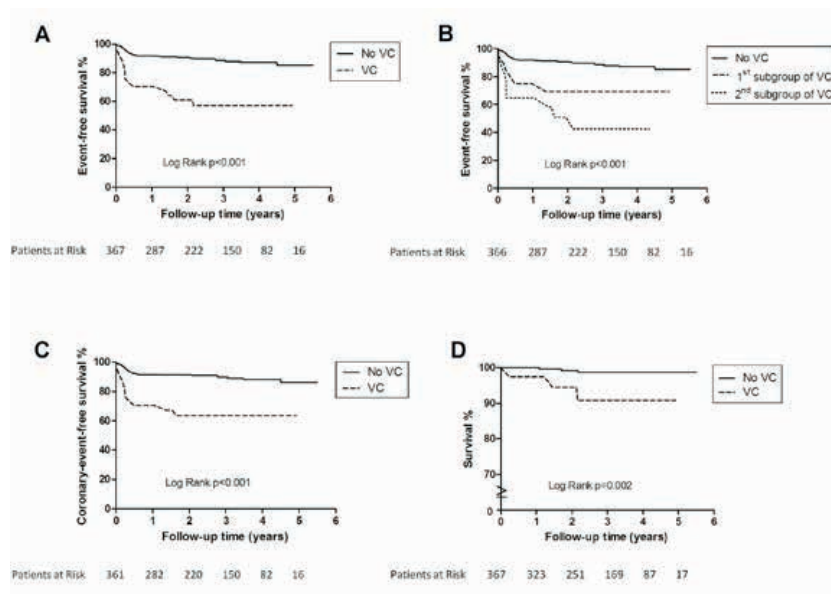 A
Event-free survival %
100
80
60
40
20
0
No VC
VC
Log Rank p<0.001
0 1 2 3 4 5 6
Follow-up time (years)
Patients at Risk 367 287 222 150 82 16
B
Event-free survival %
100
80
60
40
20
0
No VC
1st subgroup of VC
2nd subgroup of VC
Log Rank p<0.001
0 1 2 3 4 5 6
Follow-up time (years)
Patients at Risk 366 287 222 150 82 16
C
Coronary-event-free survival %
100
80
60
40
20
0
No VC
VC
Log Rank p<0.001
0 1 2 3 4 5 6
Follow-up time (years)
Patients at Risk 361 282 220 150 82 16
D
Survival %
100
90
80
70
0
No VC
VC
Log Rank p=0.002
0 1 2 3 4 5 6
Follow-up time (years)
Patients at Risk 367 323 251 169 87 17